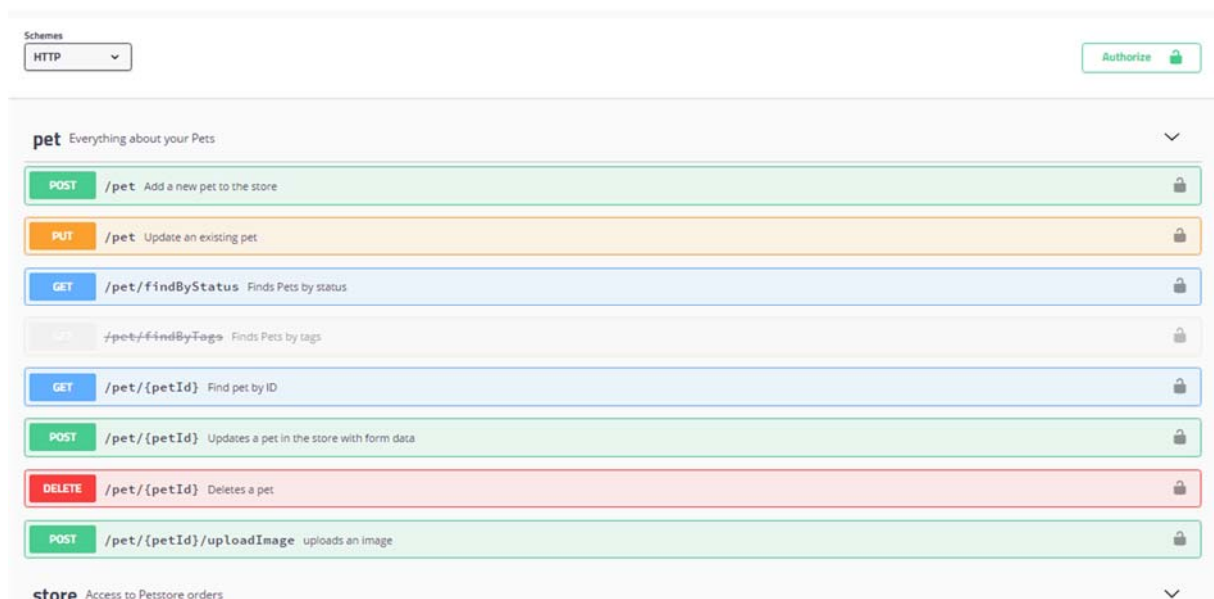 Schemes
HTTP
Authorize
pet Everything about your Pets
POST /pet Add a new pet to the store
PUT /pet Update an existing pet
GET /pet/findByStatus Finds Pets by status
GET /pet/findByTags Finds Pets by tags
GET /pet/{petId} Find pet by ID
POST /pet/{petId} Updates a pet in the store with form data
DELETE /pet/{petId} Deletes a pet
POST /pet/{petId}/uploadImage uploads an image
store Access to Petstore orders